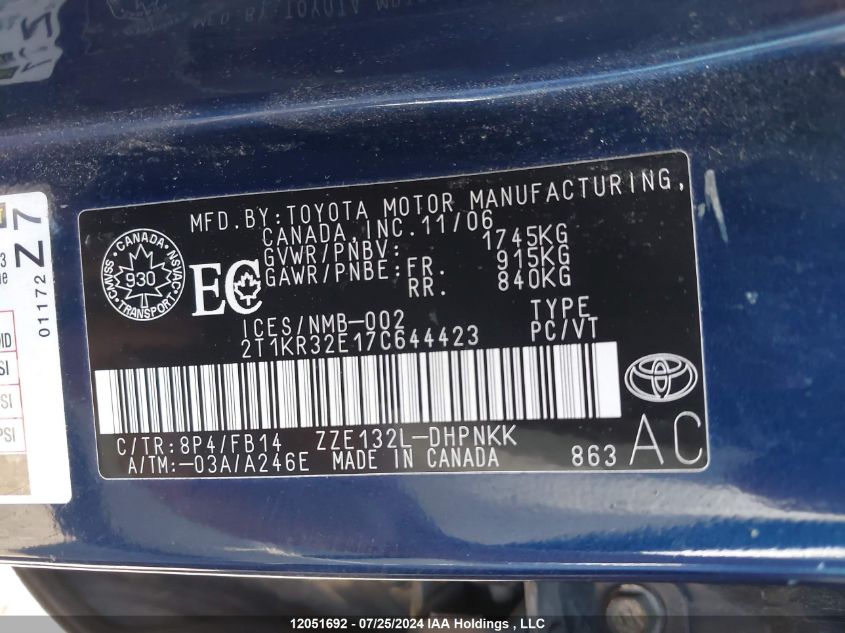 MFD.BY:TOYOTA MOTOR MANUFACTURING,
CANADA,INC.11/06
GVWR/PNBV: 1745KG
GAWR/PNBE:FR. 915KG
RR. 840KG
CANADA
CMVSS NSVAC
930
TRANSPORT
EC
ICES/NMB-002 TYPE
2T1KR32E17C644423 PC/VT
C/TR:8P4/FB14 ZZE132L-DHPNKK
A/TM:-03A/A246E MADE IN CANADA 863 AC
01172
Z7
PSI
12051692 - 07/25/2024 IAA Holdings (Canada)